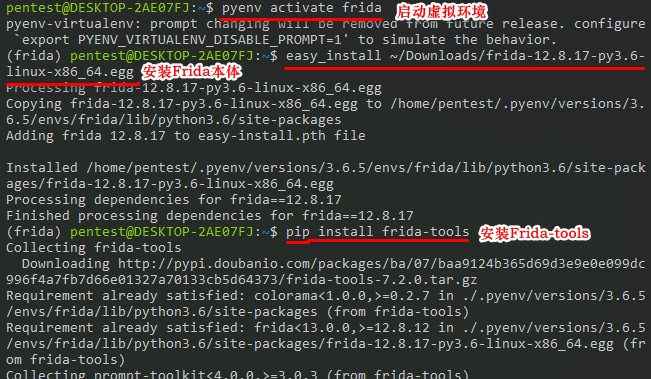 pentest@DESKTOP-2AE07FJ:~$ pyenv activate frida 启动虚拟环境
pyenv-virtualenv: prompt changing will be removed from future release. configure
`export PYENV_VIRTUALENV_DISABLE_PROMPT=1' to simulate the behavior.
(frida) pentest@DESKTOP-2AE07FJ:~$ easy_install ~/Downloads/frida-12.8.17-py3.6-
linux-x86_64.egg 安装Frida本体
Processing frida-12.8.17-py3.6-linux-x86_64.egg
Copying frida-12.8.17-py3.6-linux-x86_64.egg to /home/pentest/.pyenv/versions/3.
6.5/envs/frida/lib/python3.6/site-packages
Adding frida 12.8.17 to easy-install.pth file
Installed /home/pentest/.pyenv/versions/3.6.5/envs/frida/lib/python3.6/site-pack
ages/frida-12.8.17-py3.6-linux-x86_64.egg
Processing dependencies for frida==12.8.17
Finished processing dependencies for frida==12.8.17
(frida) pentest@DESKTOP-2AE07FJ:~$ pip install frida-tools 安装Frida-tools
Collecting frida-tools
Downloading http://pypi.doubanio.com/packages/ba/07/baa9124b365d69d3e9e0e099dc
996f4a7fb7d66e01327a70133cb5d64373/frida-tools-7.2.0.tar.gz
Requirement already satisfied: colorama<1.0.0,>=0.2.7 in ./.pyenv/versions/3.6.5
/envs/frida/lib/python3.6/site-packages (from frida-tools)
Requirement already satisfied: frida<13.0.0,>=12.8.12 in ./.pyenv/versions/3.6.5
/envs/frida/lib/python3.6/site-packages/frida-12.8.17-py3.6-linux-x86_64.egg (fr
om frida-tools)
Collecting prompt-toolkit<4.0.0,>=3.0.3 (from frida-tools)